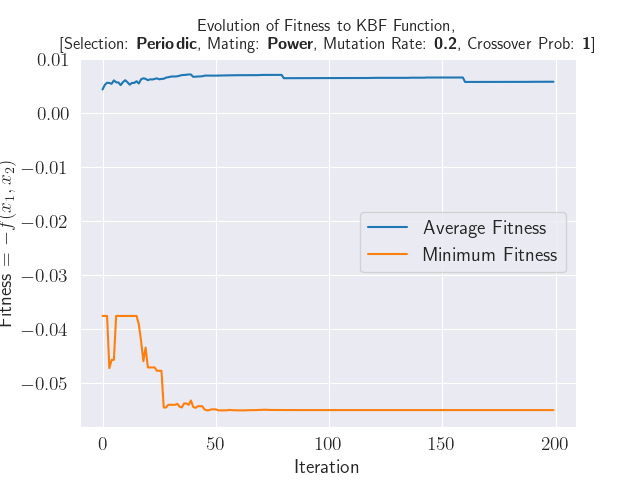 Evolution of Fitness to KBF Function,
[Selection: Periodic, Mating: Power, Mutation Rate: 0.2, Crossover Prob: 1]
0.01
0.00
−0.01
−0.02
−0.03
−0.04
−0.05
Fitness = −f(x₁, x₂)
Average Fitness
Minimum Fitness
0 50 100 150 200
Iteration